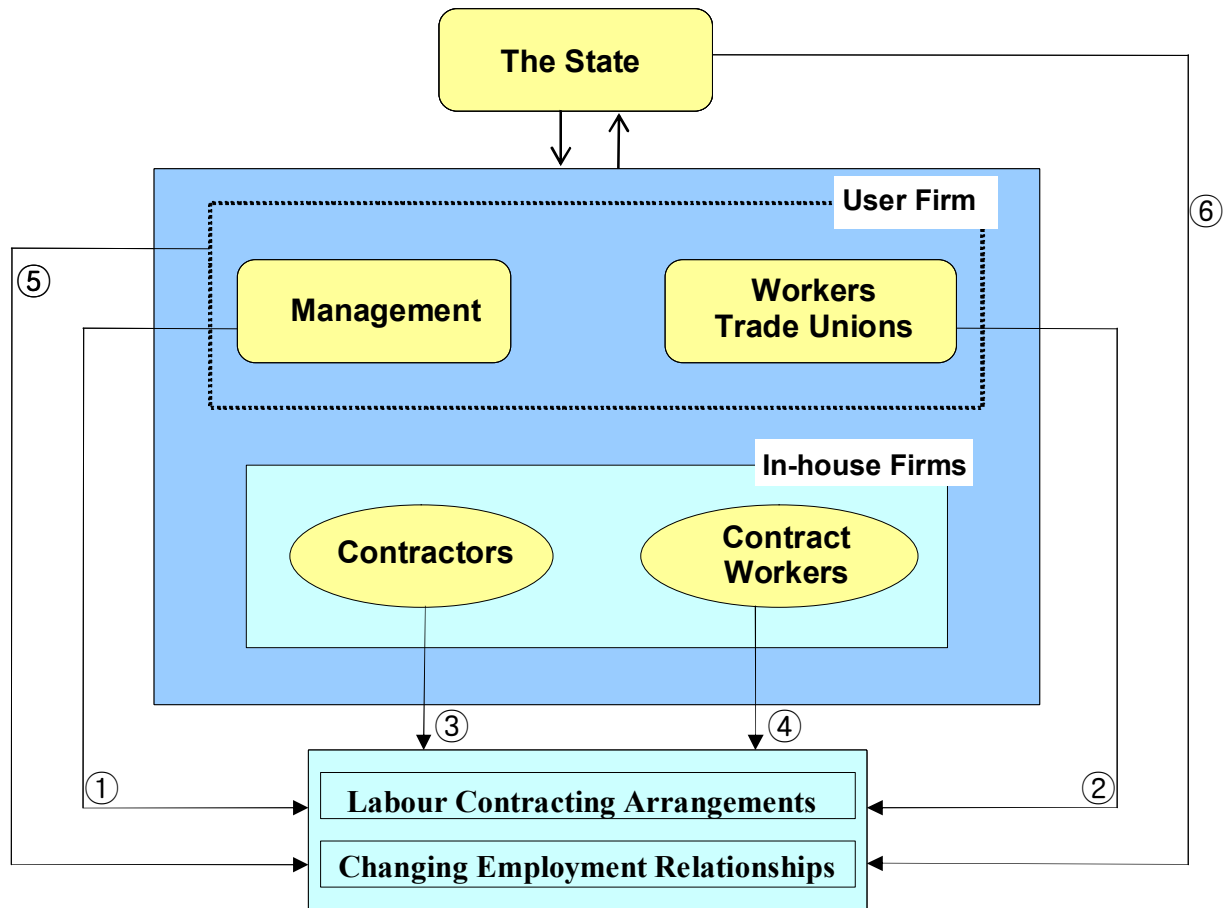 The State
User Firm
⑥
⑤
Management
Workers
Trade Unions
In-house Firms
Contractors
Contract
Workers
③
④
①
②
Labour Contracting Arrangements
Changing Employment Relationships